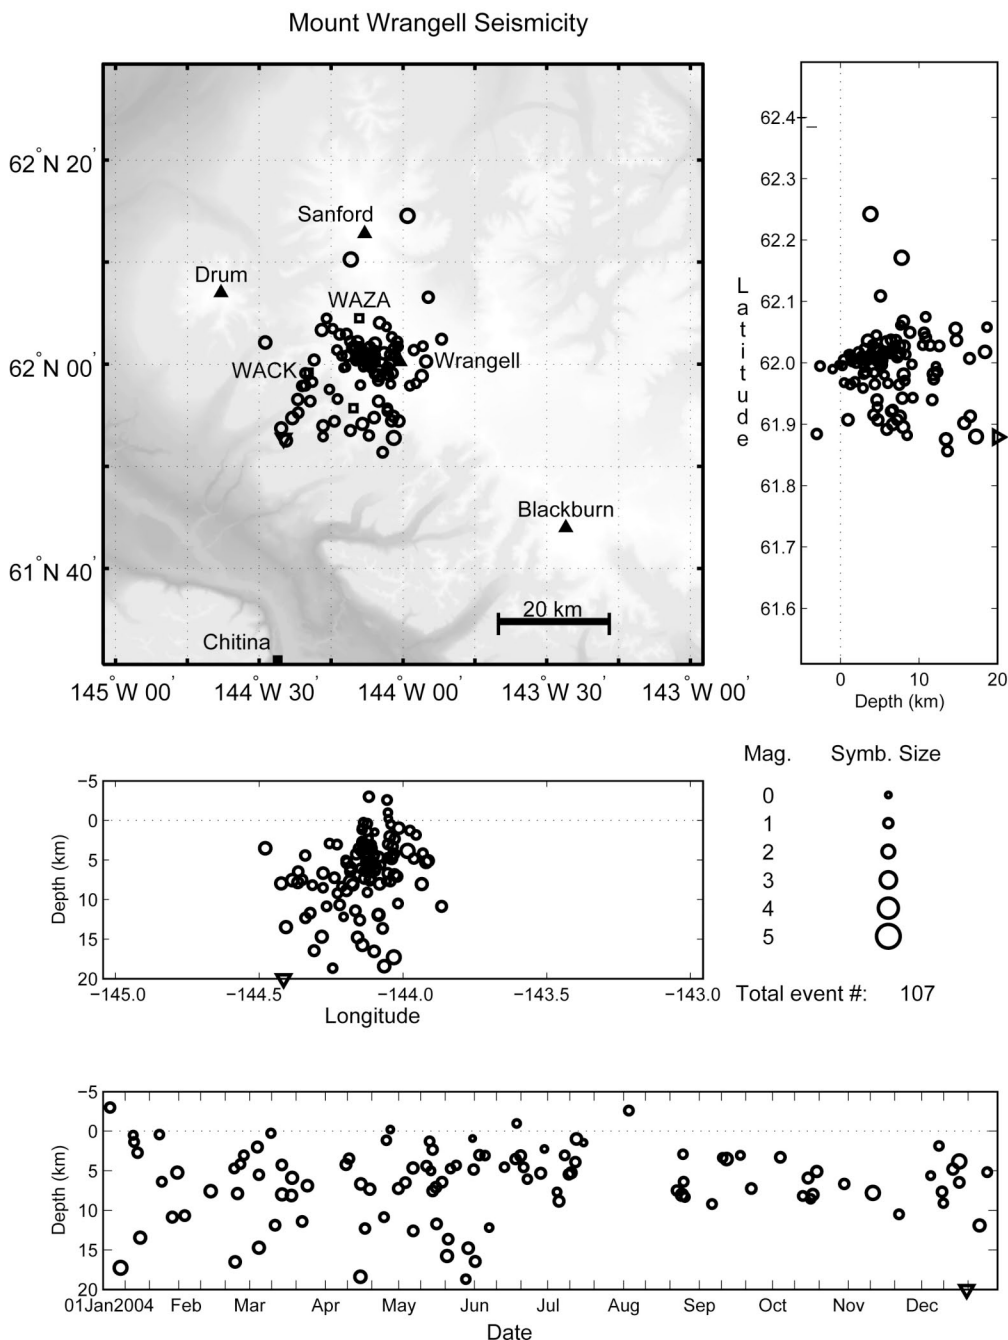 Mount Wrangell Seismicity
62°N 20'
62°N 00'
61°N 40'
Sanford
Drum
WAZA
WACK
Wrangell
Blackburn
20 km
Chitina
145°W 00'
144°W 30'
144°W 00'
143°W 30'
143°W 00'
62.4
62.3
62.2
62.1
62.0
61.9
61.8
61.7
61.6
Latitude
0
10
20
Depth (km)
−5
0
5
10
15
20
Depth (km)
−145.0
−144.5
−144.0
−143.5
−143.0
Longitude
Mag. Symb. Size
0
1
2
3
4
5
Total event #: 107
−5
0
5
10
15
20
Depth (km)
01Jan2004 Feb Mar Apr May Jun Jul Aug Sep Oct Nov Dec
Date